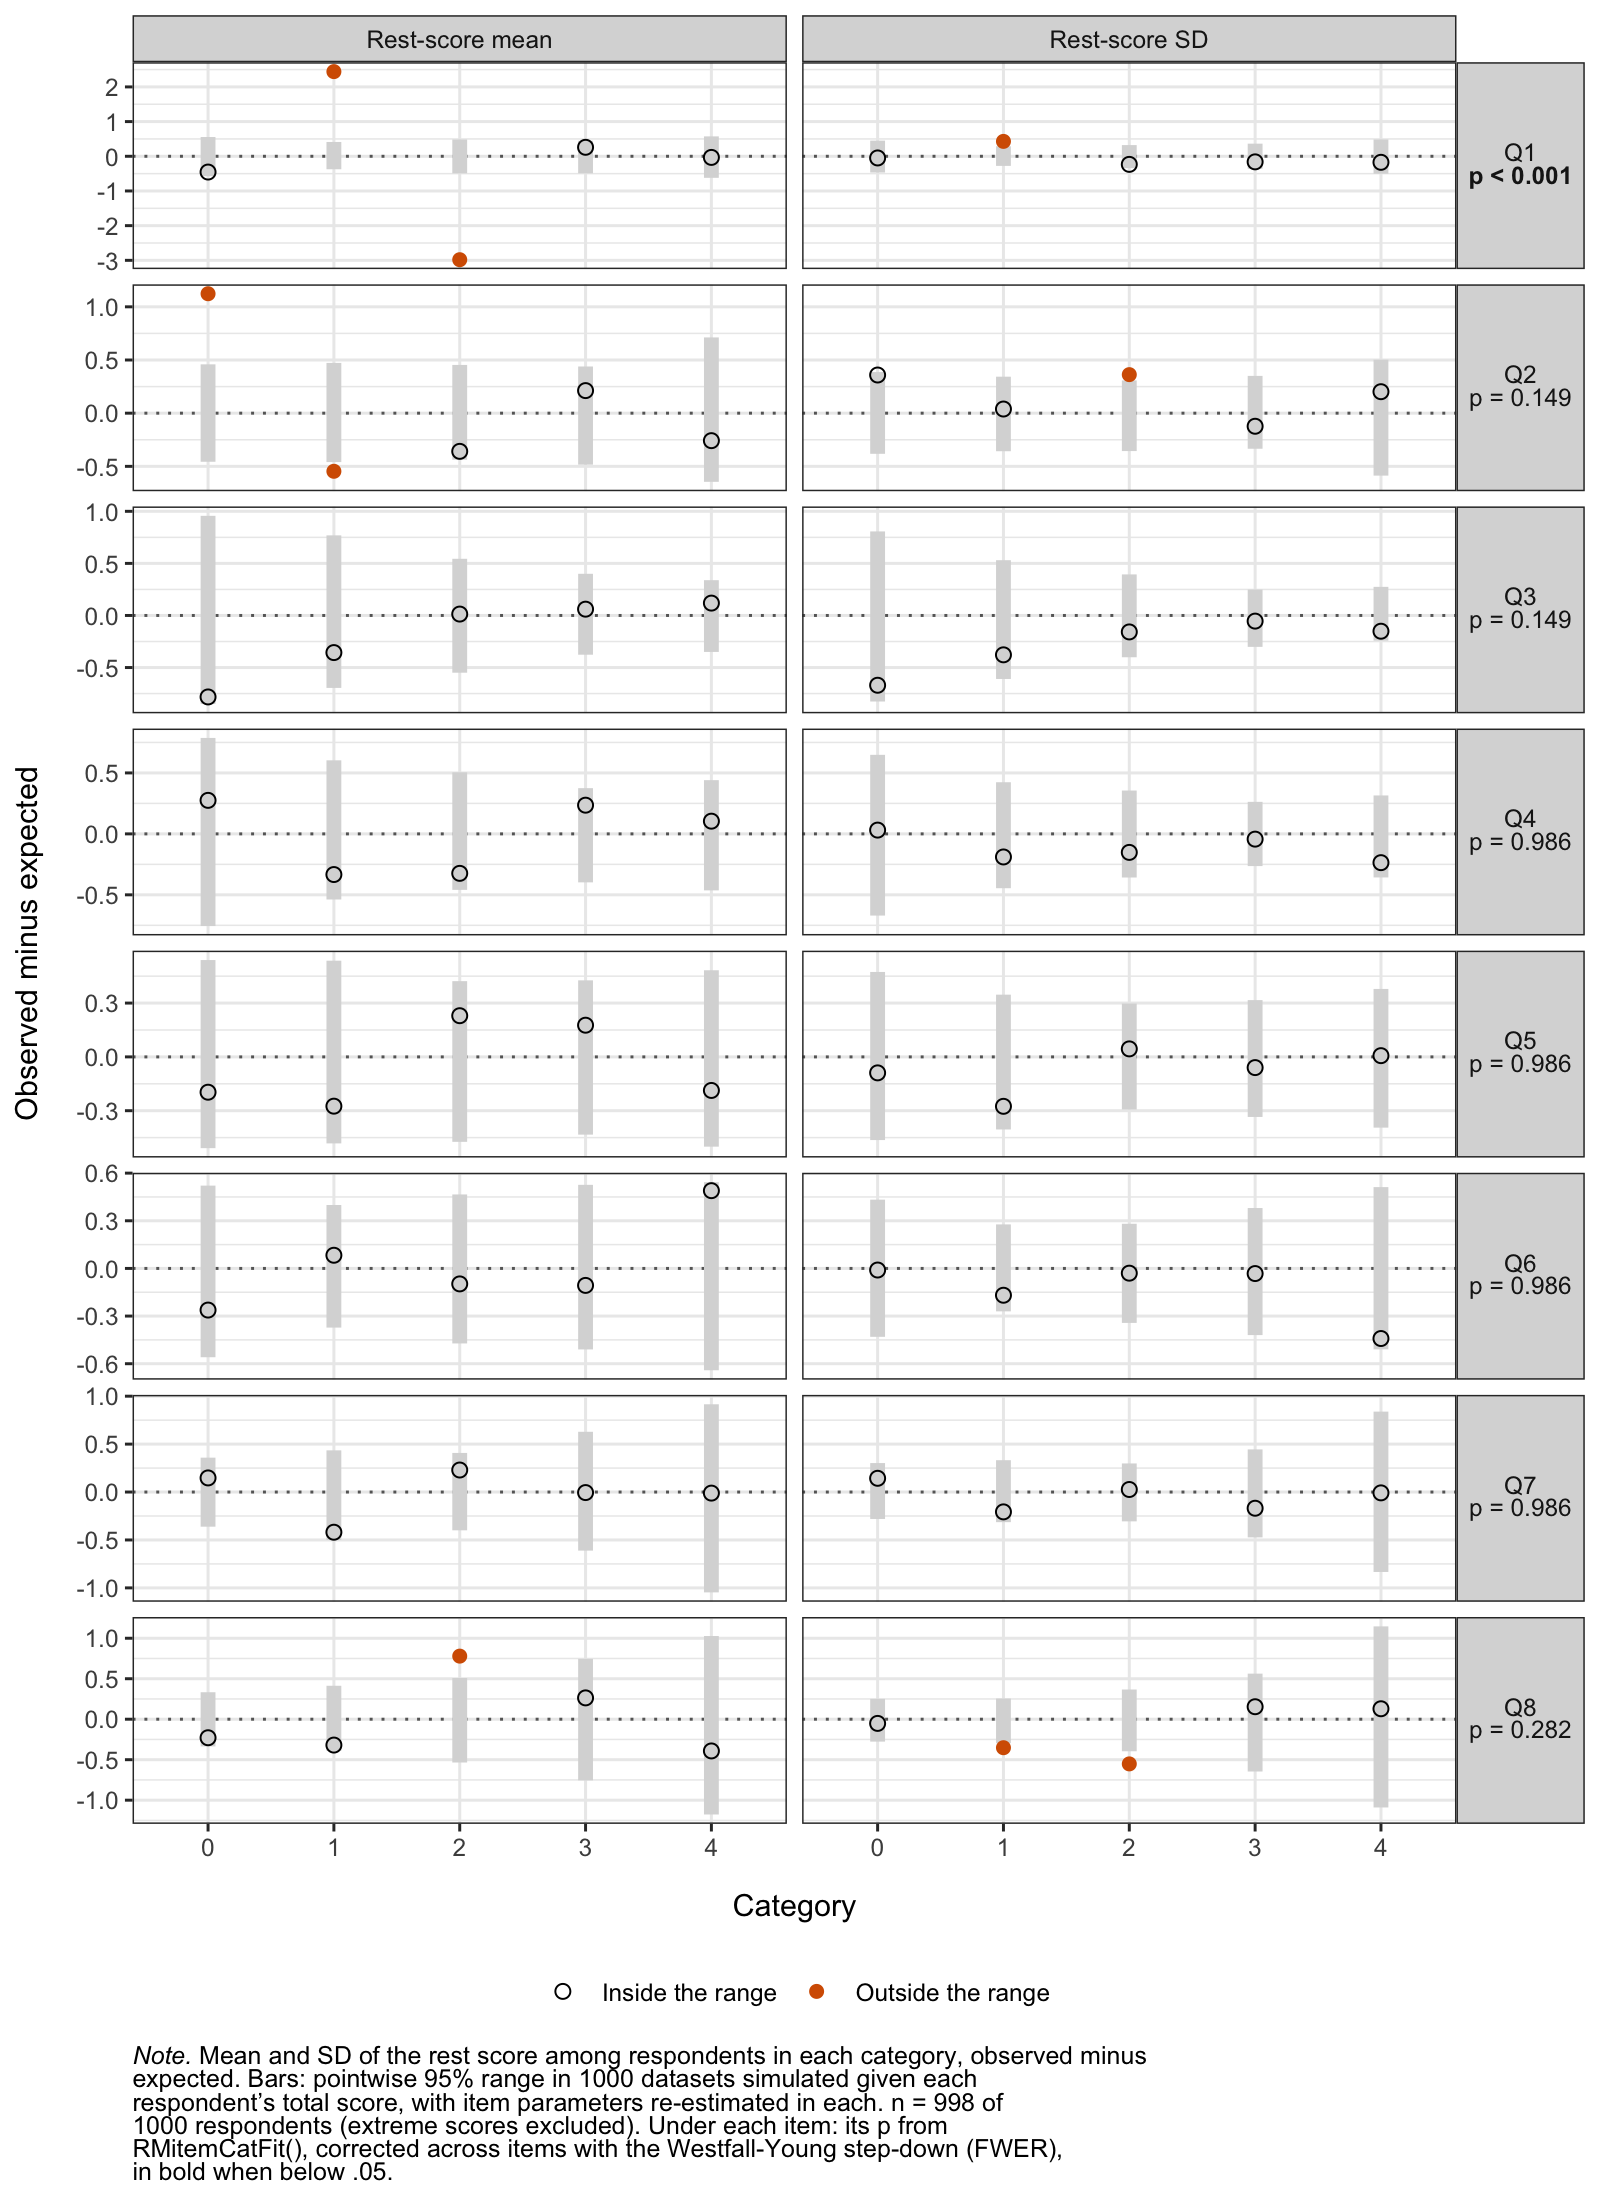 Rest-score mean
Rest-score SD
2
1
0
-1
-2
-3
Q1
p < 0.001
1.0
0.5
0.0
-0.5
Q2
p = 0.149
1.0
0.5
0.0
-0.5
Q3
p = 0.149
0.5
0.0
-0.5
Q4
p = 0.986
0.3
0.0
-0.3
Q5
p = 0.986
0.6
0.3
0.0
-0.3
-0.6
Q6
p = 0.986
1.0
0.5
0.0
-0.5
-1.0
Q7
p = 0.986
1.0
0.5
0.0
-0.5
-1.0
Q8
p = 0.282
Observed minus expected
0 1 2 3 4
0 1 2 3 4
Category
Inside the range
Outside the range
Note. Mean and SD of the rest score among respondents in each category, observed minus
expected. Bars: pointwise 95% range in 1000 datasets simulated given each
respondent’s total score, with item parameters re-estimated in each. n = 998 of
1000 respondents (extreme scores excluded). Under each item: its p from
RMitemCatFit(), corrected across items with the Westfall-Young step-down (FWER),
in bold when below .05.